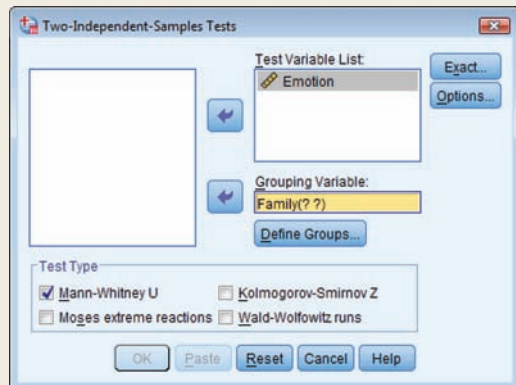 Two-Independent-Samples Tests
Test Variable List:
Emotion
Exact...
Options...
Grouping Variable:
Family(? ?)
Define Groups...
Test Type
Mann-Whitney U
Kolmogorov-Smirnov Z
Moses extreme reactions
Wald-Wolfowitz runs
OK
Paste
Reset
Cancel
Help